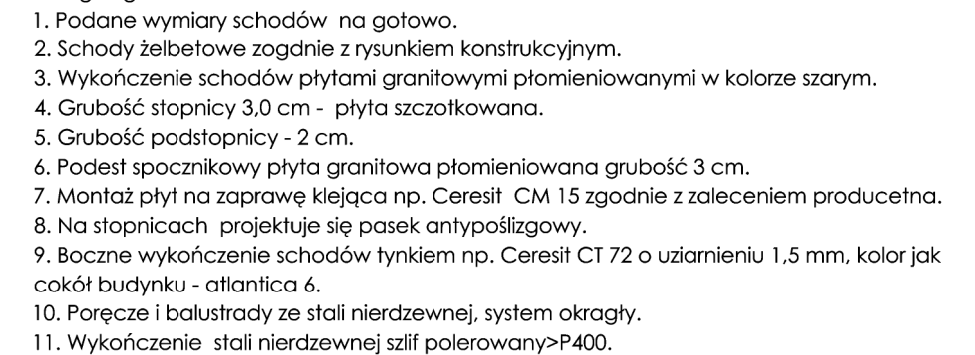 1. Podane wymiary schodów na gotowo.
2. Schody żelbetowe zogdnie z rysunkiem konstrukcyjnym.
3. Wykończenie schodów płytami granitowymi płomieniowanymi w kolorze szarym.
4. Grubość stopnicy 3,0 cm - płyta szczotkowana.
5. Grubość podstopnicy - 2 cm.
6. Podest spocznikowy płyta granitowa płomieniowana grubość 3 cm.
7. Montaż płyt na zaprawę klejąca np. Ceresit CM 15 zgodnie z zaleceniem producetna.
8. Na stopnicach projektuje się pasek antypoślizgowy.
9. Boczne wykończenie schodów tynkiem np. Ceresit CT 72 o uziarnieniu 1,5 mm, kolor jak
cokół budynku - atlantica 6.
10. Poręcze i balustrady ze stali nierdzewnej, system okragły.
11. Wykończenie stali nierdzewnej szlif polerowany>P400.